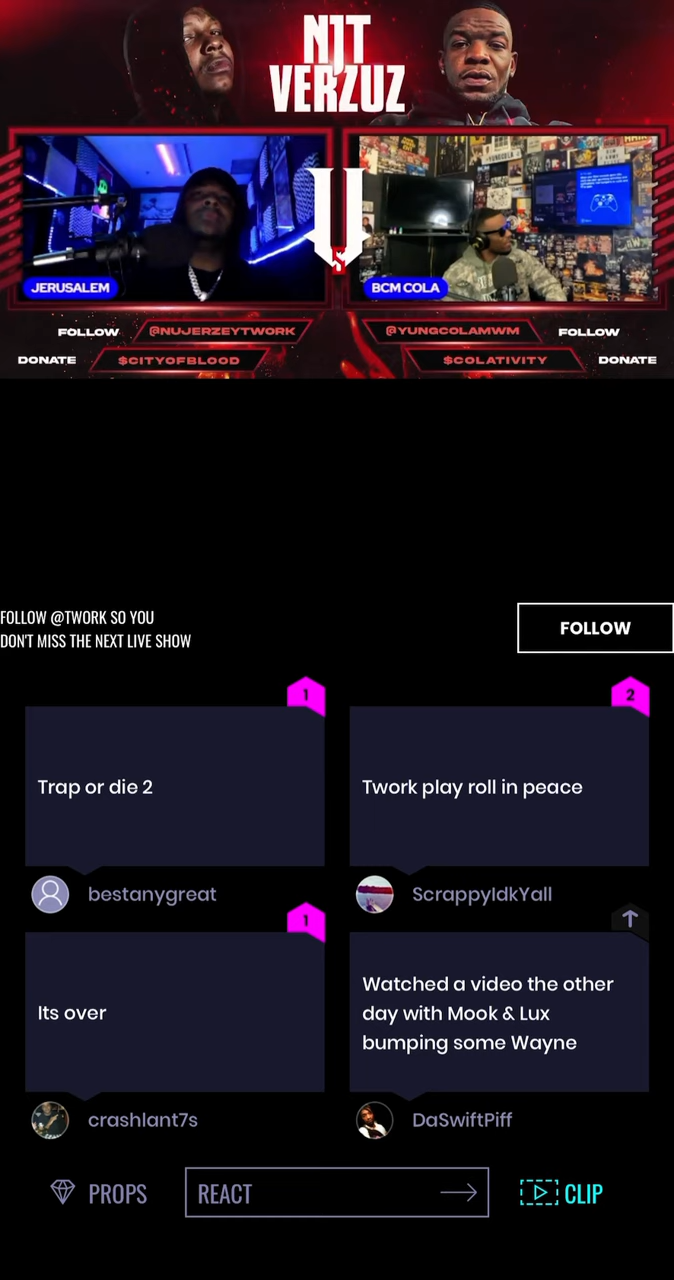 NJT
VERZUZ
JERUSALEM
BCM COLA
FOLLOW
@NUJERZEYTWORK
@YUNGCOLAMWM
FOLLOW
DONATE
$CITYOFBLOOD
$COLATIVITY
DONATE
FOLLOW @TWORK SO YOU
DON'T MISS THE NEXT LIVE SHOW
FOLLOW
1
Trap or die 2
bestanygreat
2
Twork play roll in peace
ScrappyIdkYall
1
Its over
crashlant7s
Watched a video the other
day with Mook & Lux
bumping some Wayne
DaSwiftPiff
PROPS
REACT
CLIP